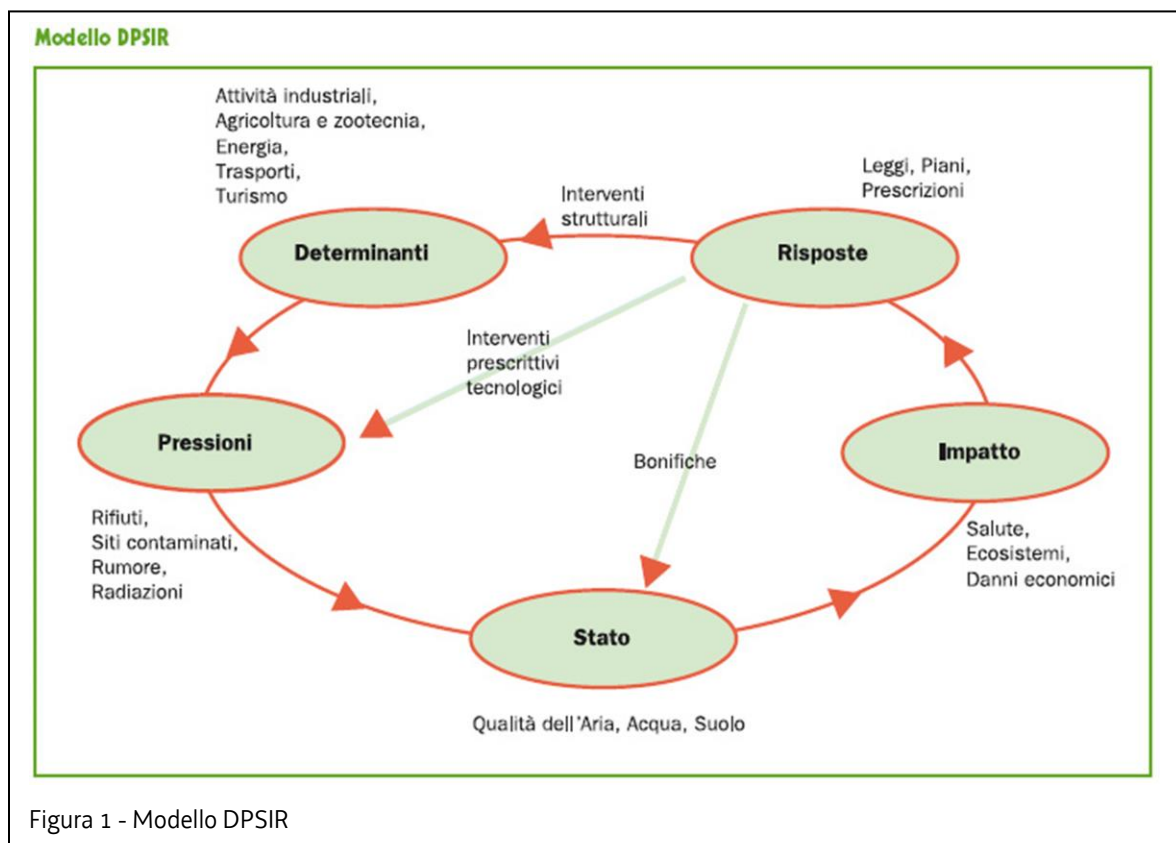 Modello DPSIR
Attività industriali,
Agricoltura e zootecnia,
Energia,
Trasporti,
Turismo
Leggi, Piani,
Prescrizioni
Interventi
strutturali
Determinanti
Risposte
Interventi
prescrittivi
tecnologici
Pressioni
Bonifiche
Impatto
Rifiuti,
Siti contaminati,
Rumore,
Radiazioni
Salute,
Ecosistemi,
Danni economici
Stato
Qualità dell'Aria, Acqua, Suolo
Figura 1 - Modello DPSIR